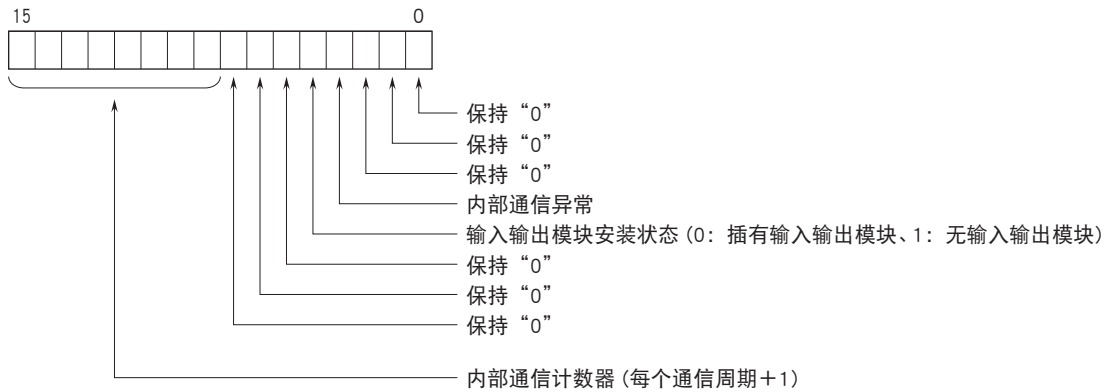 15 0
保持“0”
保持“0”
保持“0”
内部通信异常
输入输出模块安装状态(0：插有输入输出模块、1：无输入输出模块)
保持“0”
保持“0”
保持“0”
内部通信计数器(每个通信周期＋1)